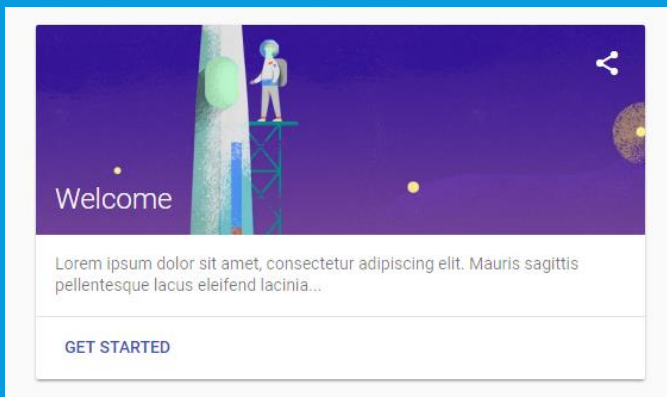 Welcome
Lorem ipsum dolor sit amet, consectetur adipiscing elit. Mauris sagittis
pellentesque lacus eleifend lacinia...
GET STARTED